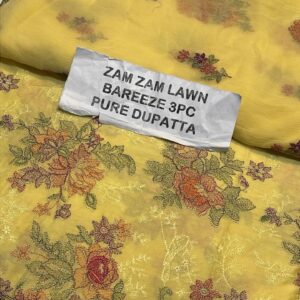 ZAM ZAM LAWN
BAREEZE 3PC
PURE DUPATTA